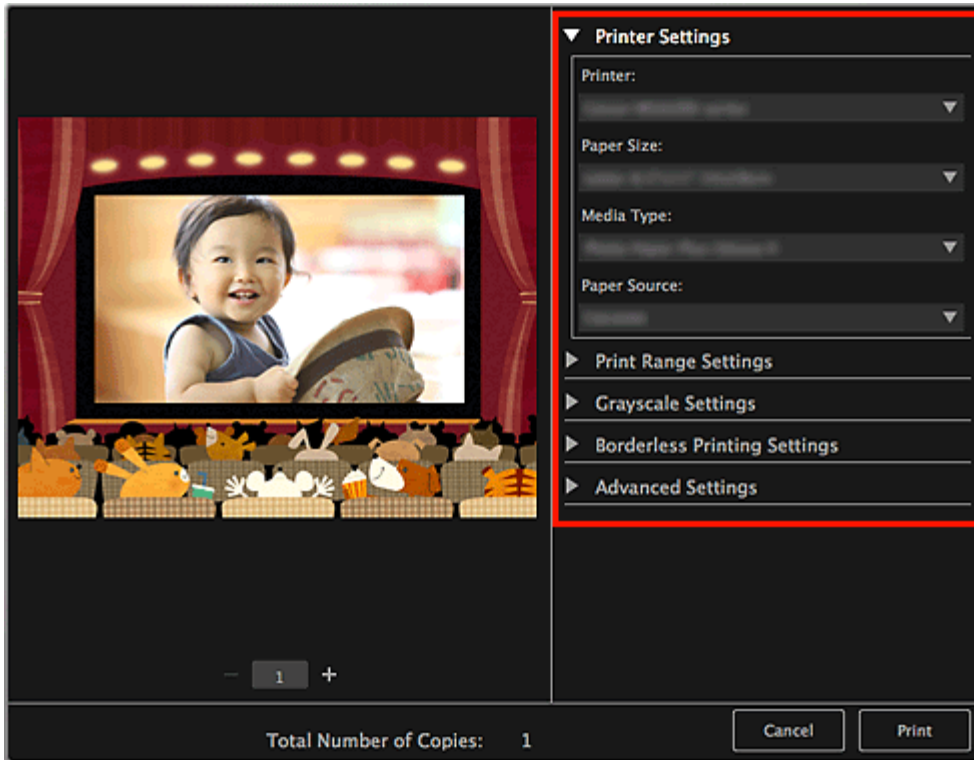 Printer Settings
Printer:
Paper Size:
Media Type:
Paper Source:
Print Range Settings
Grayscale Settings
Borderless Printing Settings
Advanced Settings
1
Total Number of Copies: 1
Cancel
Print